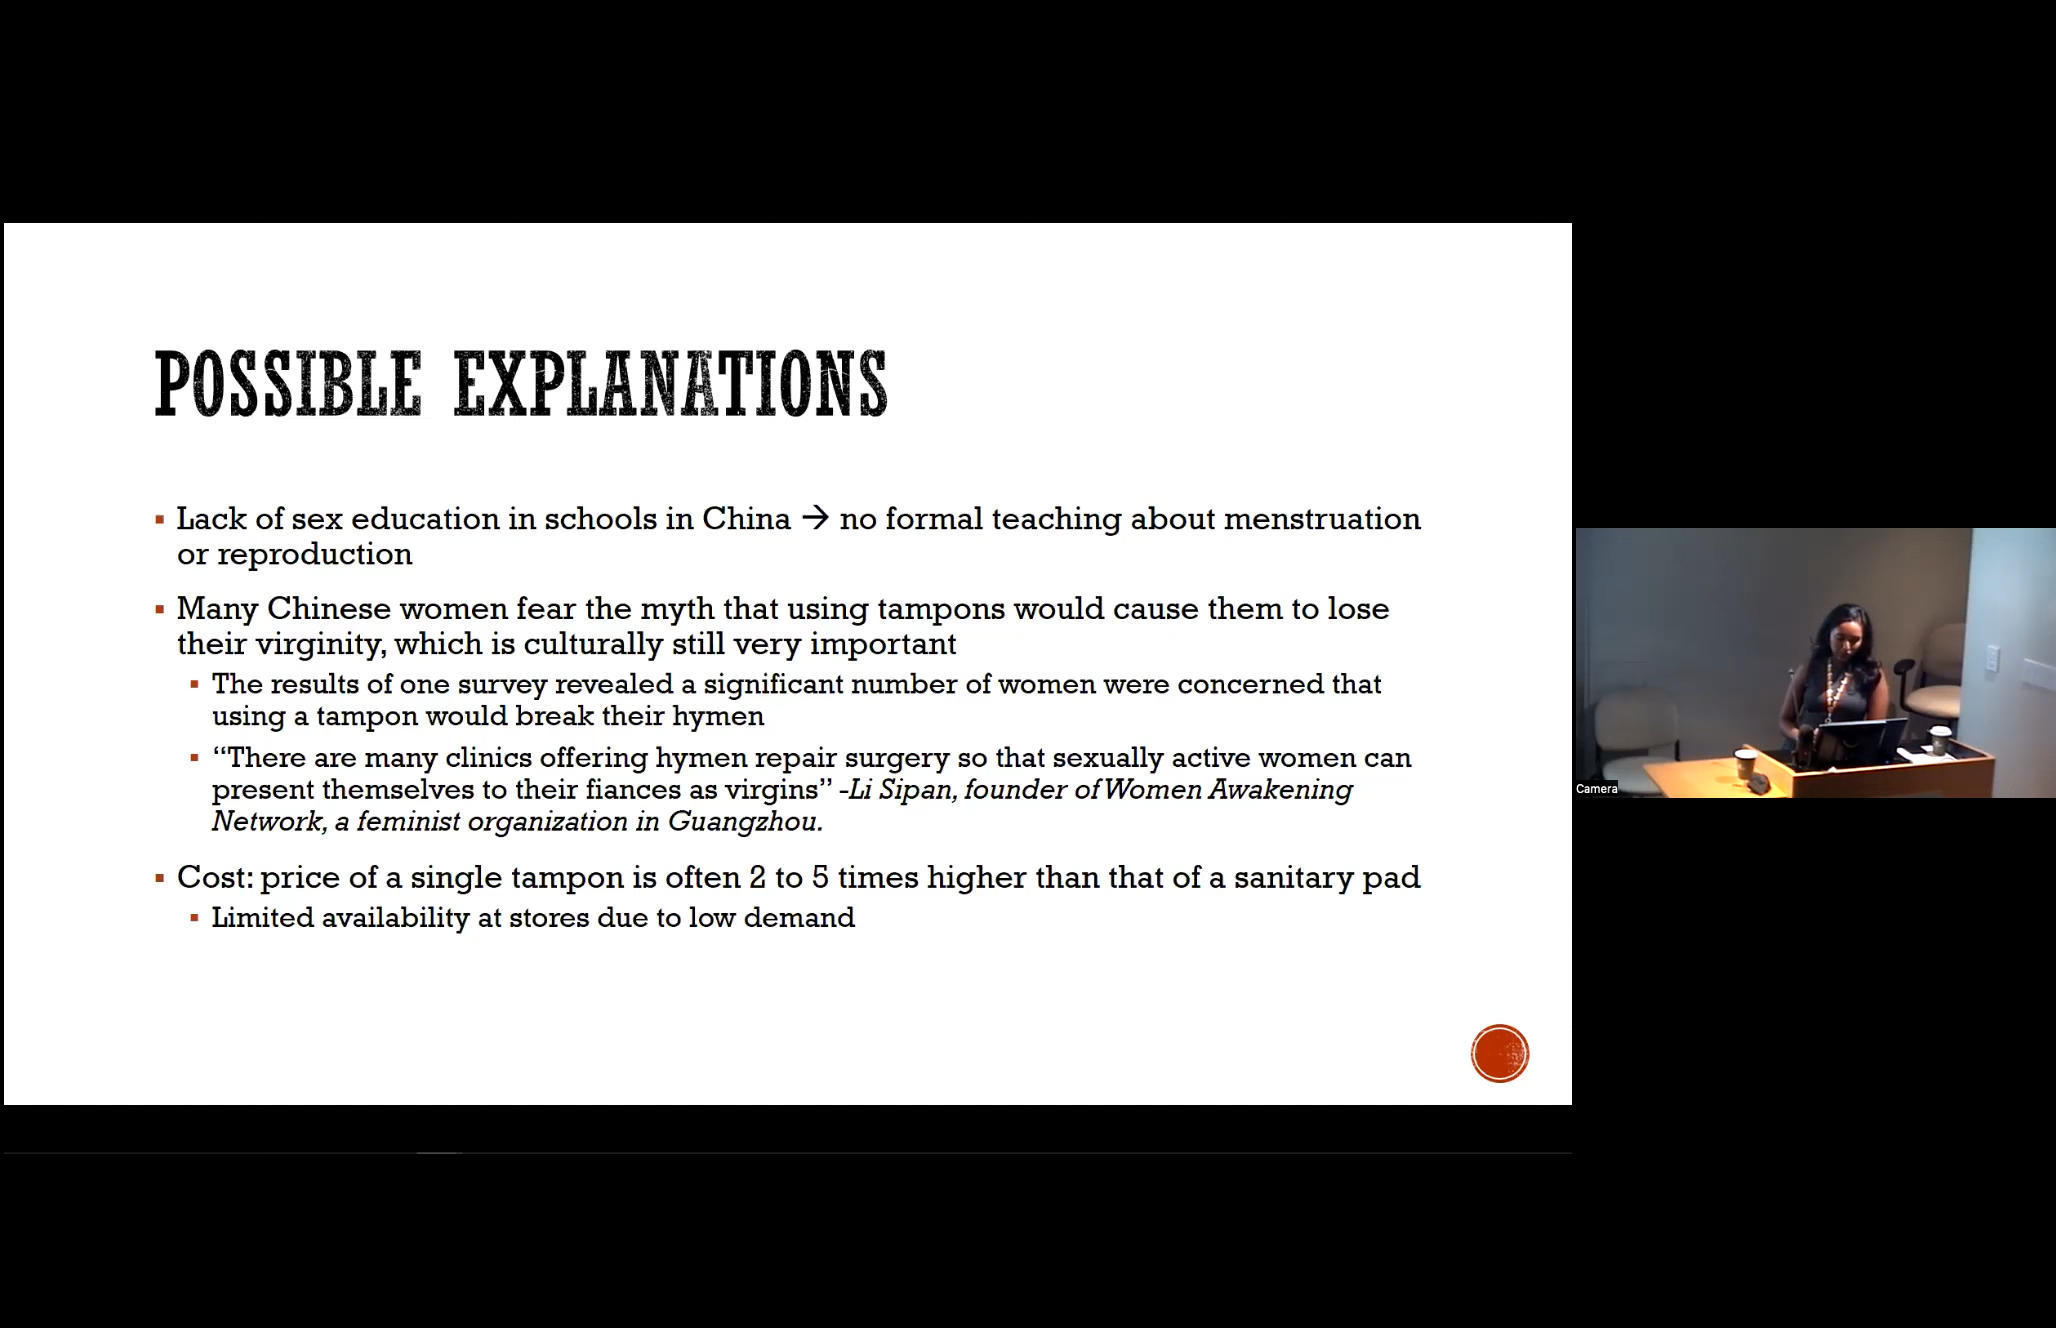 POSSIBLE EXPLANATIONS
▪ Lack of sex education in schools in China → no formal teaching about menstruation
or reproduction
▪ Many Chinese women fear the myth that using tampons would cause them to lose
their virginity, which is culturally still very important
▪ The results of one survey revealed a significant number of women were concerned that
using a tampon would break their hymen
▪ “There are many clinics offering hymen repair surgery so that sexually active women can
present themselves to their fiances as virgins” -Li Sipan, founder of Women Awakening
Network, a feminist organization in Guangzhou.
▪ Cost: price of a single tampon is often 2 to 5 times higher than that of a sanitary pad
▪ Limited availability at stores due to low demand
Camera